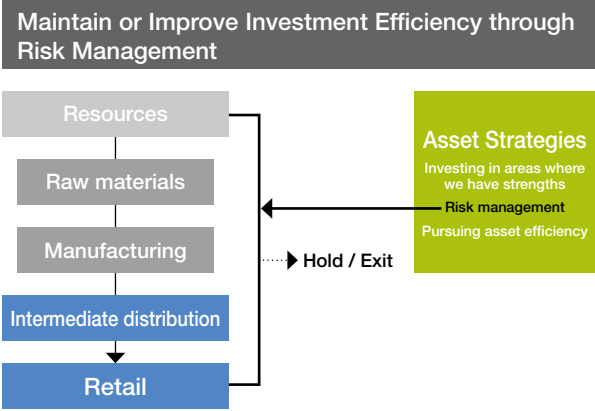 Maintain or Improve Investment Efficiency through
Risk Management
Resources
Raw materials
Manufacturing
Intermediate distribution
Retail
Hold / Exit
Asset Strategies
Investing in areas where
we have strengths
Risk management
Pursuing asset efficiency